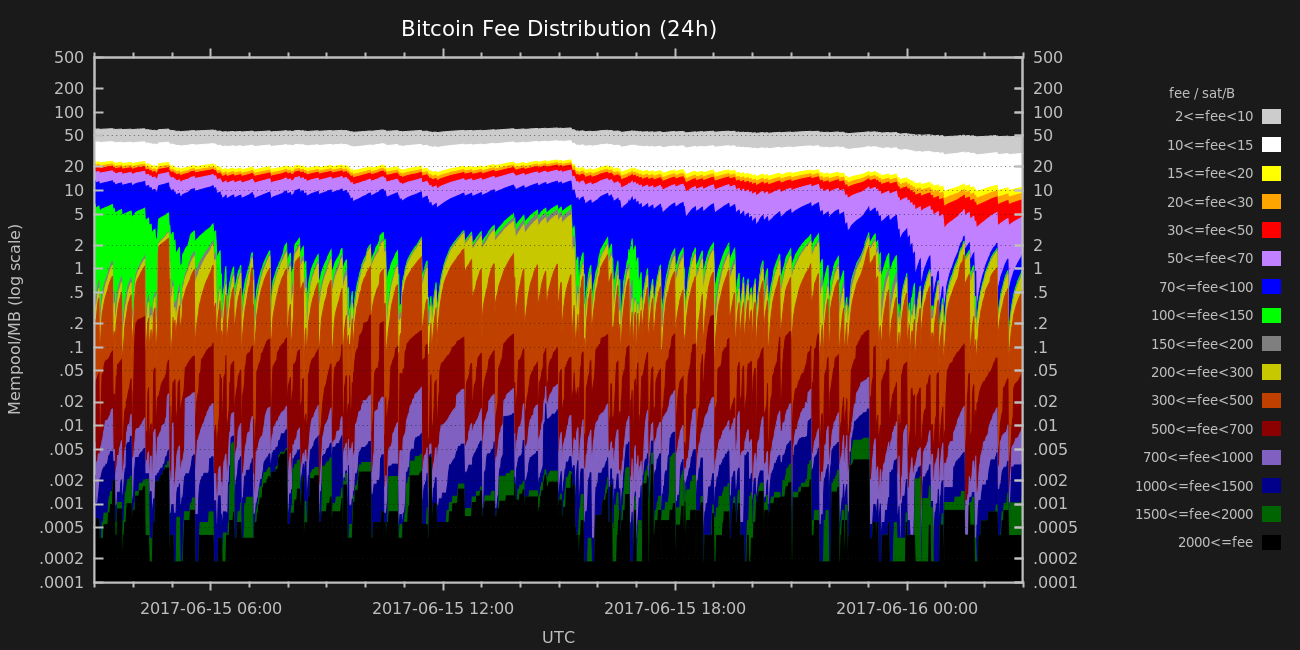 Bitcoin Fee Distribution (24h)
500 500
200 200
100 100
50 50
20 20
10 10
5 5
2 2
1 1
.5 .5
.2 .2
.1 .1
.05 .05
.02 .02
.01 .01
.005 .005
.002 .002
.001 .001
.0005 .0005
.0002 .0002
.0001 .0001
Mempool/MB (log scale)
2017-06-15 06:00 2017-06-15 12:00 2017-06-15 18:00 2017-06-16 00:00
UTC
fee / sat/B
2<=fee<10
10<=fee<15
15<=fee<20
20<=fee<30
30<=fee<50
50<=fee<70
70<=fee<100
100<=fee<150
150<=fee<200
200<=fee<300
300<=fee<500
500<=fee<700
700<=fee<1000
1000<=fee<1500
1500<=fee<2000
2000<=fee